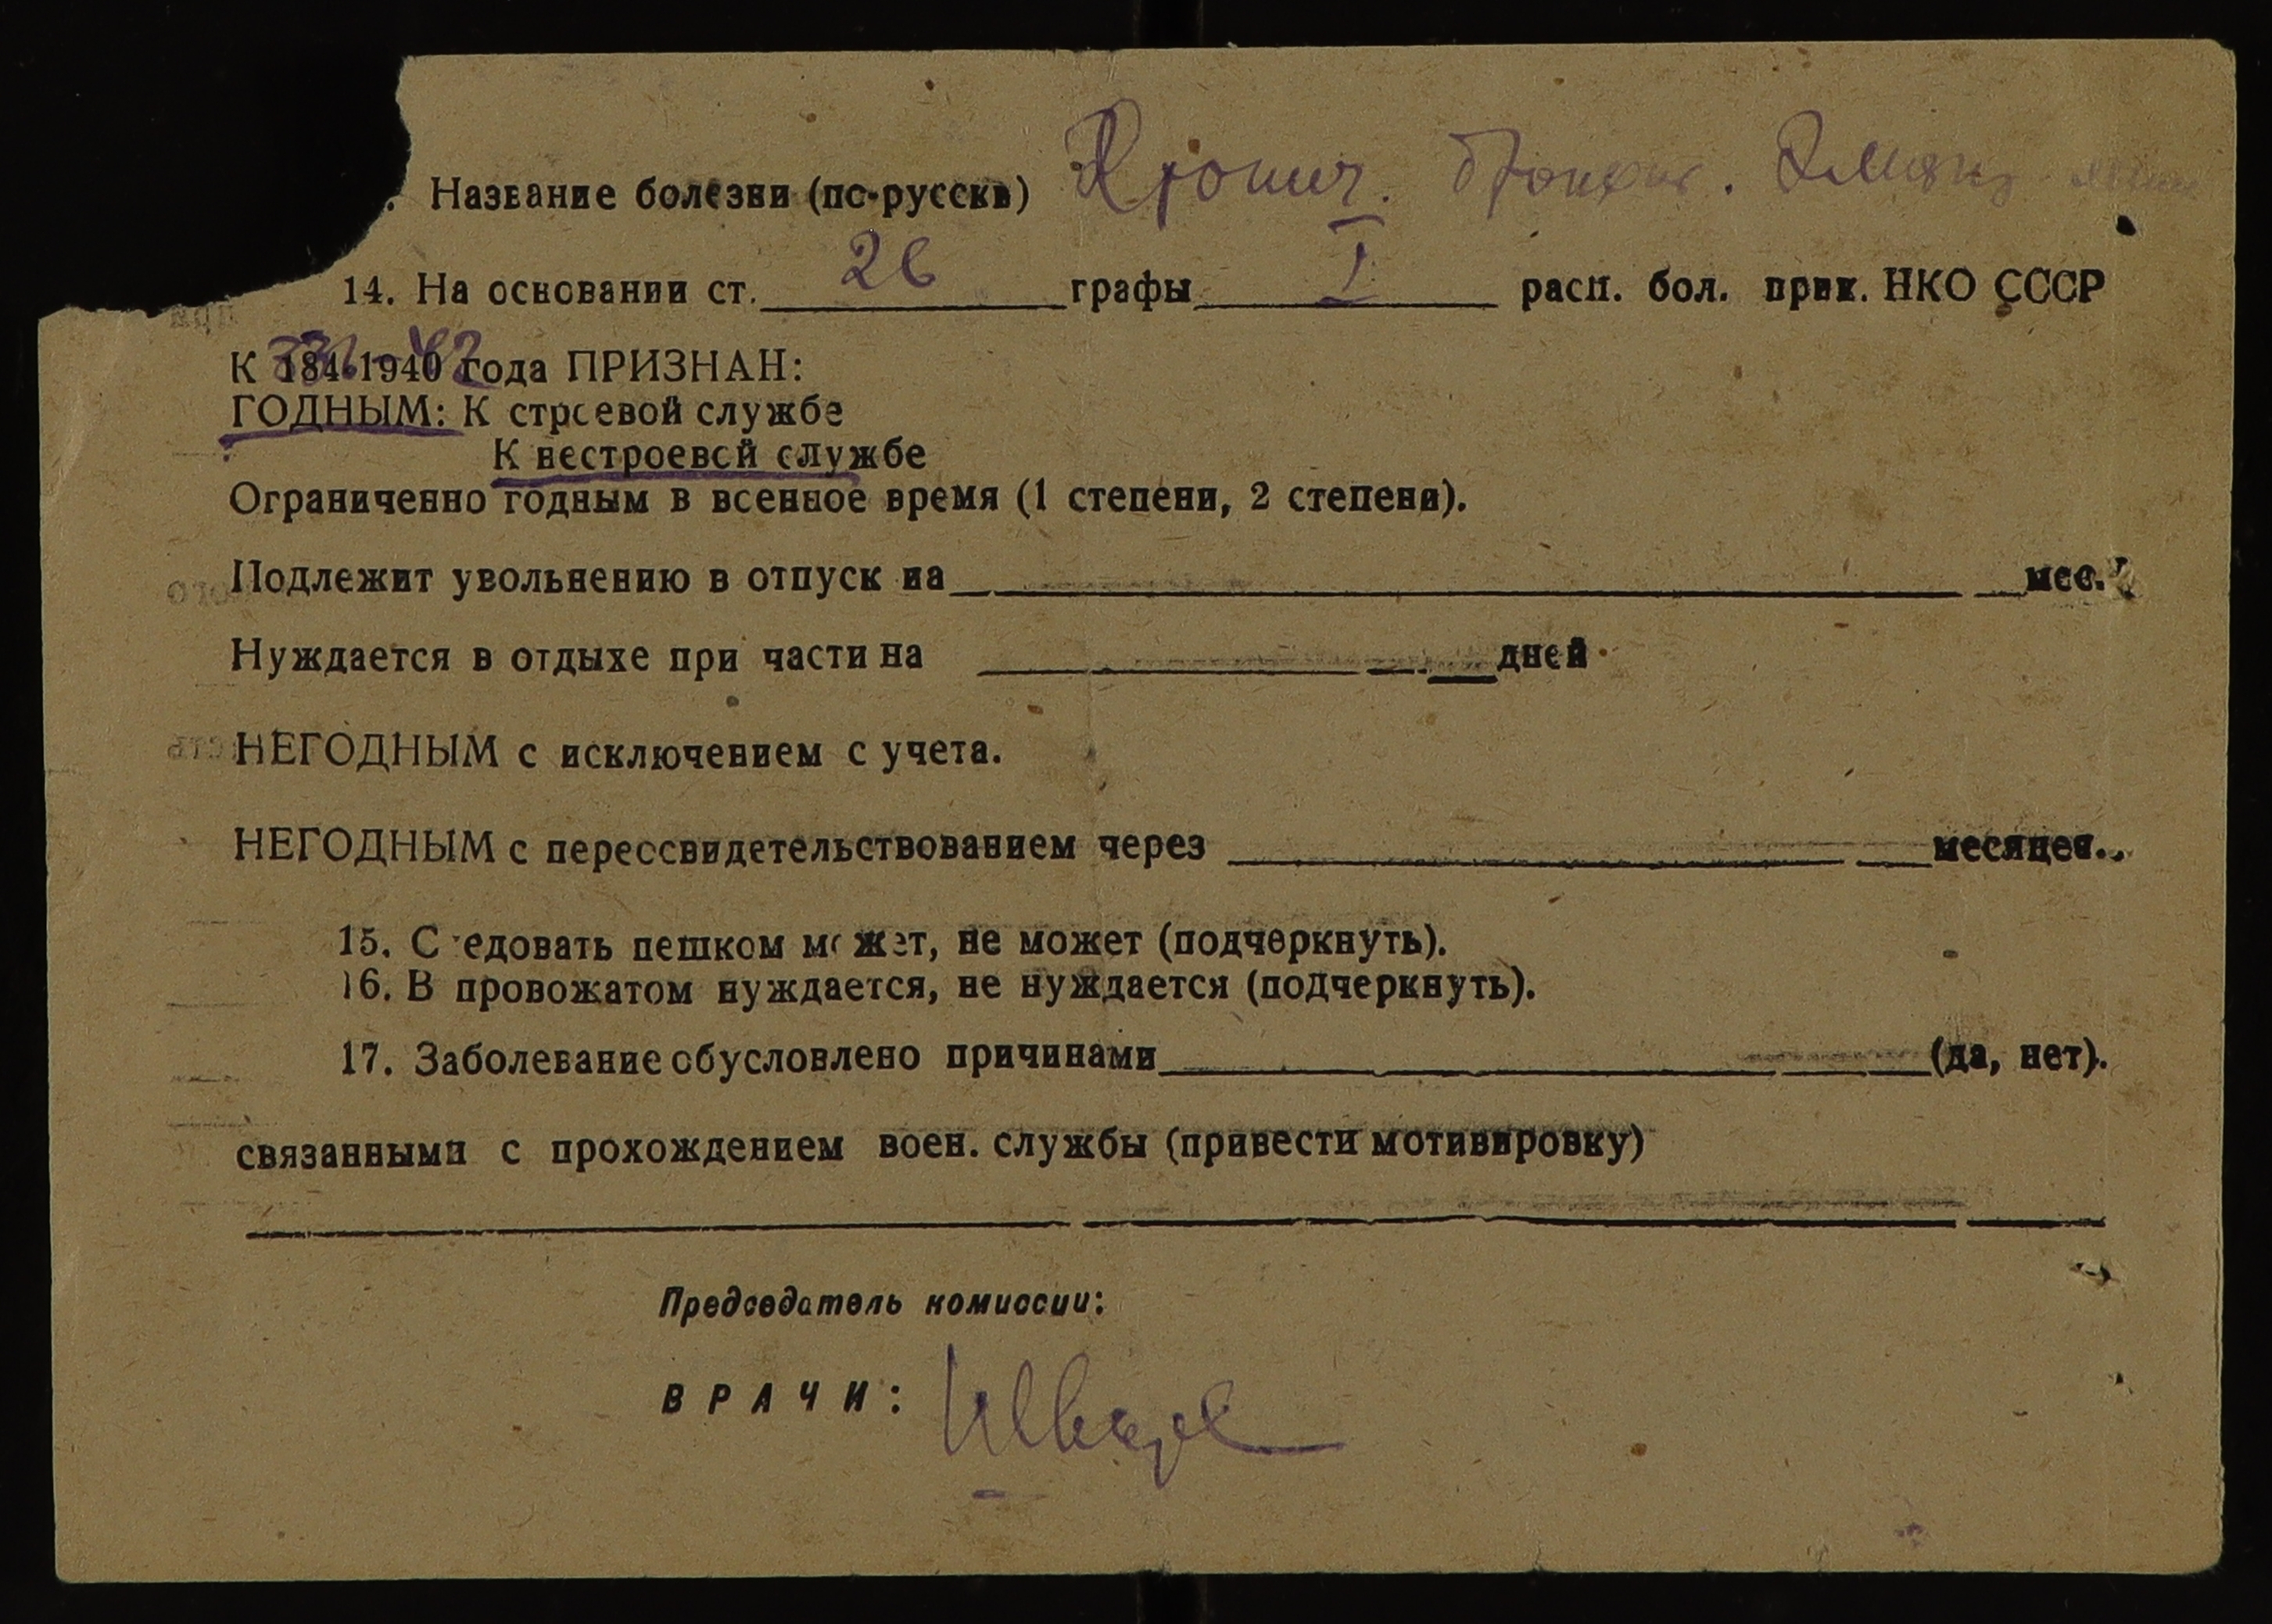 . Название болезни (по-русски) Хронич. бронхит. Эмфиз.
14. На основании ст. 26 графы I расп. бол. прик. НКО СССР
К 184-1940 года ПРИЗНАН:
ГОДНЫМ: К строевой службе
К нестроевой службе
Ограниченно годным в военное время (1 степени, 2 степени).
Подлежит увольнению в отпуск на мес.
Нуждается в отдыхе при части на дней
НЕГОДНЫМ с исключением с учета.
НЕГОДНЫМ с переосвидетельствованием через месяцев.
15. Следовать пешком может, не может (подчеркнуть).
16. В провожатом нуждается, не нуждается (подчеркнуть).
17. Заболевание обусловлено причинами (да, нет).
связанными с прохождением воен. службы (привести мотивировку)
Председатель комиссии:
ВРАЧИ: